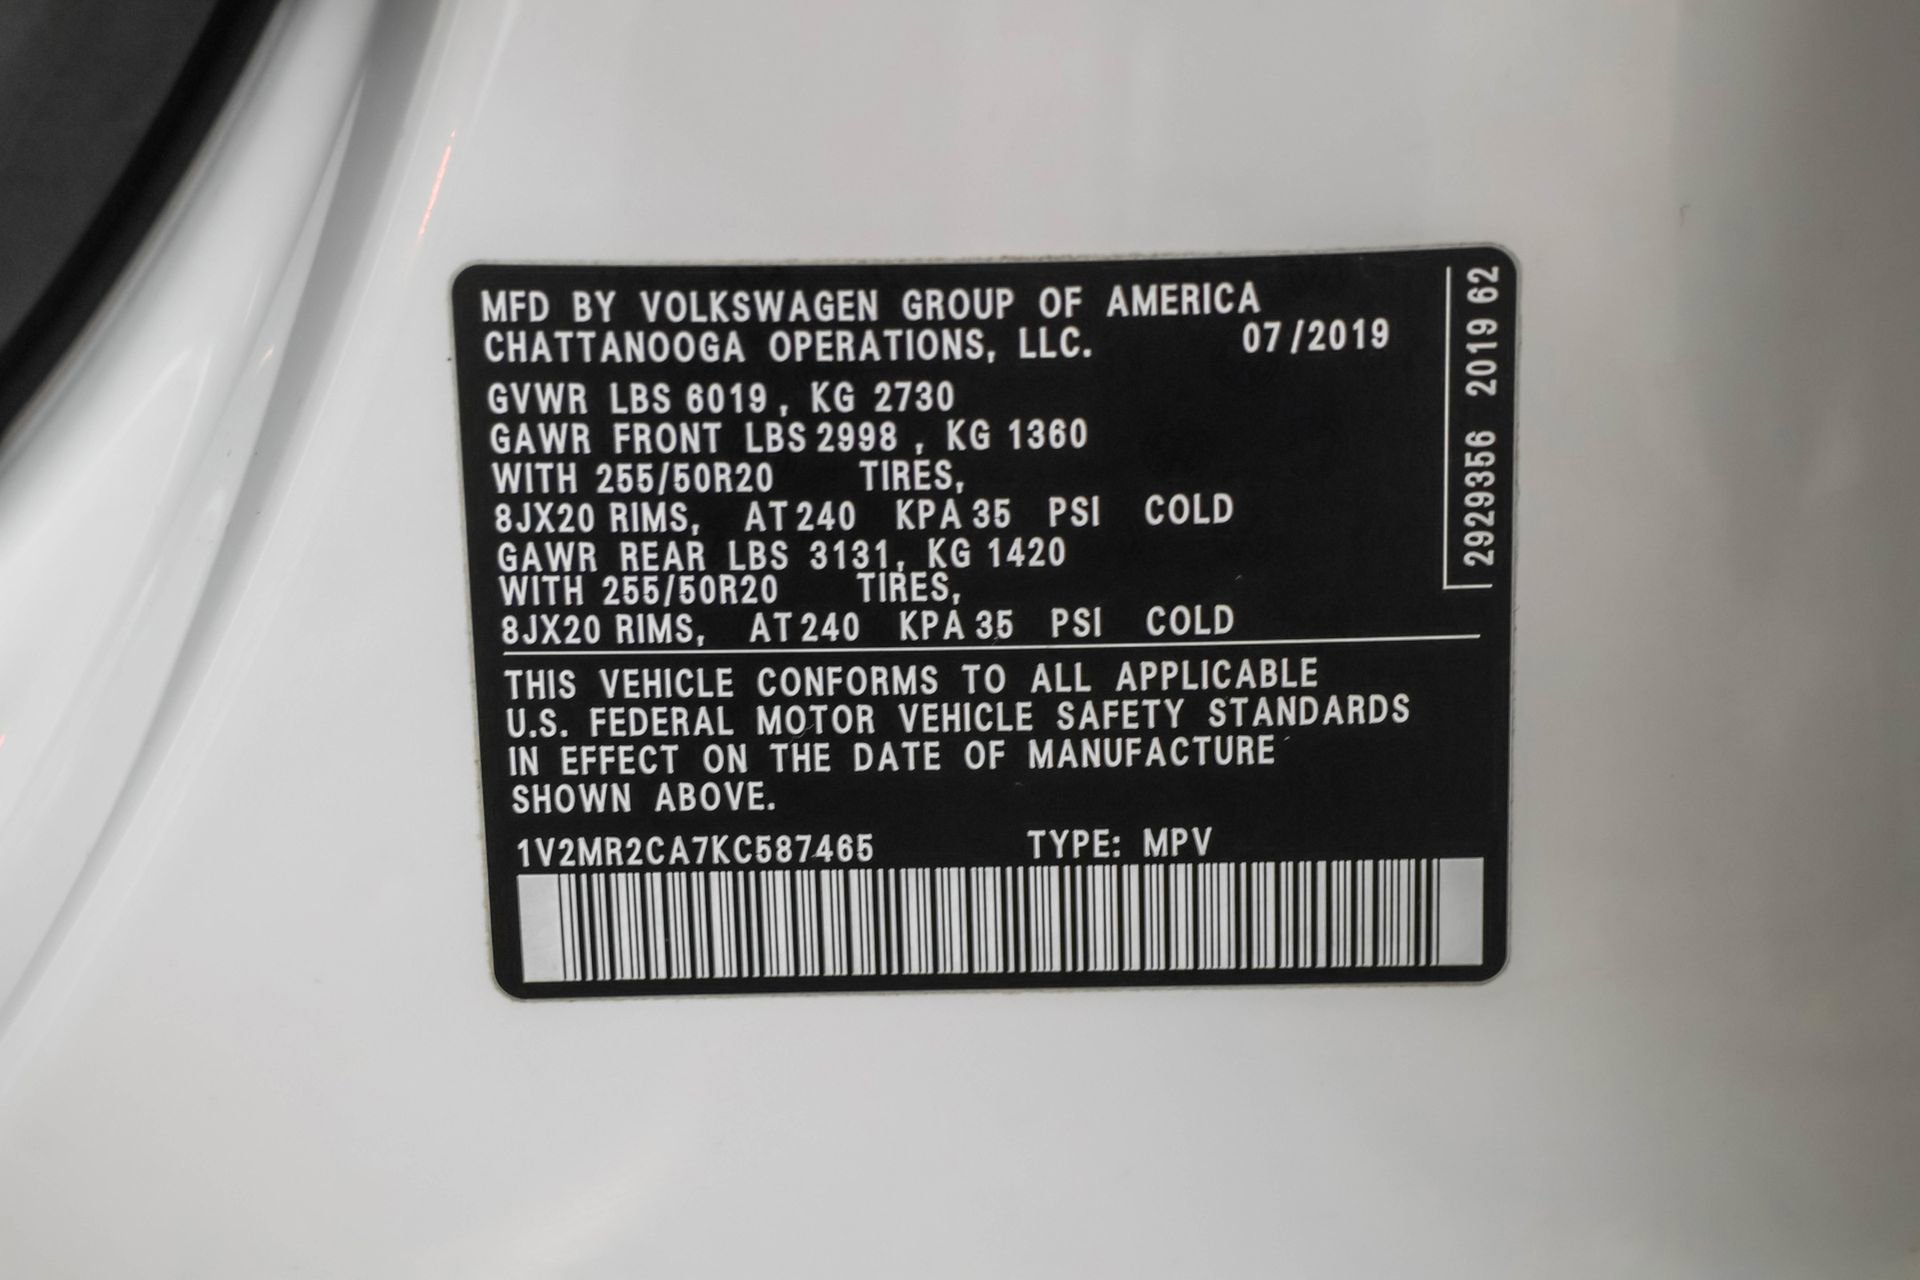 MFD BY VOLKSWAGEN GROUP OF AMERICA
CHATTANOOGA OPERATIONS, LLC. 07/2019
GVWR LBS 6019, KG 2730
GAWR FRONT LBS 2998, KG 1360
WITH 255/50R20 TIRES,
8JX20 RIMS, AT 240 KPA 35 PSI COLD
GAWR REAR LBS 3131, KG 1420
WITH 255/50R20 TIRES,
8JX20 RIMS, AT 240 KPA 35 PSI COLD
THIS VEHICLE CONFORMS TO ALL APPLICABLE
U.S. FEDERAL MOTOR VEHICLE SAFETY STANDARDS
IN EFFECT ON THE DATE OF MANUFACTURE
SHOWN ABOVE.
1V2MR2CA7KC587465 TYPE: MPV
2929356 2019 62